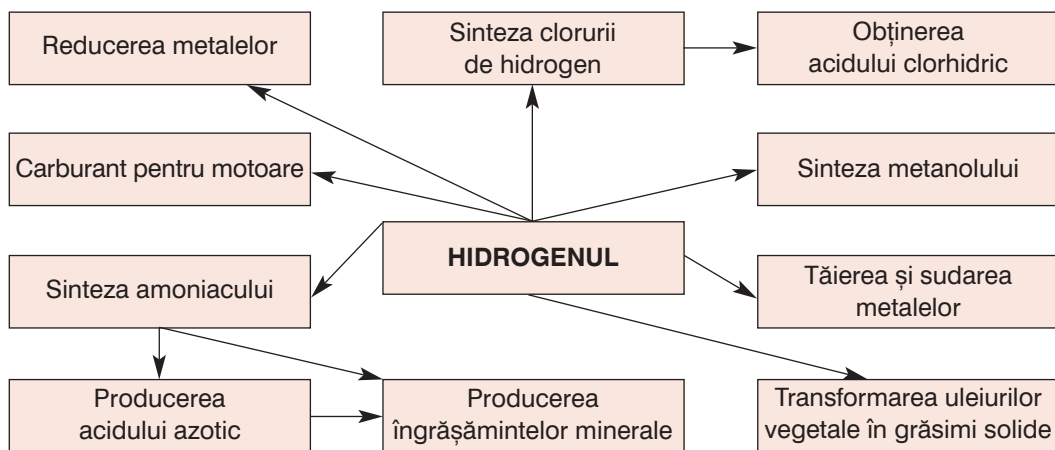 Reducerea metalelor
Sinteza clorurii
de hidrogen
Obținerea
acidului clorhidric
Carburant pentru motoare
Sinteza metanolului
HIDROGENUL
Sinteza amoniacului
Tăierea și sudarea
metalelor
Producerea
acidului azotic
Producerea
îngrășămintelor minerale
Transformarea uleiurilor
vegetale în grăsimi solide